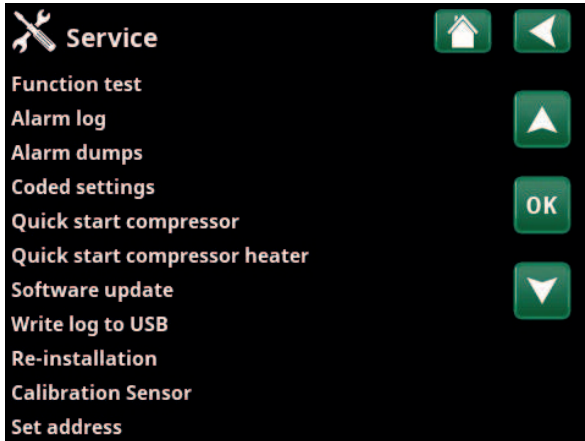 Service
Function test
Alarm log
Alarm dumps
Coded settings
OK
Quick start compressor
Quick start compressor heater
Software update
Write log to USB
Re-installation
Calibration Sensor
Set address